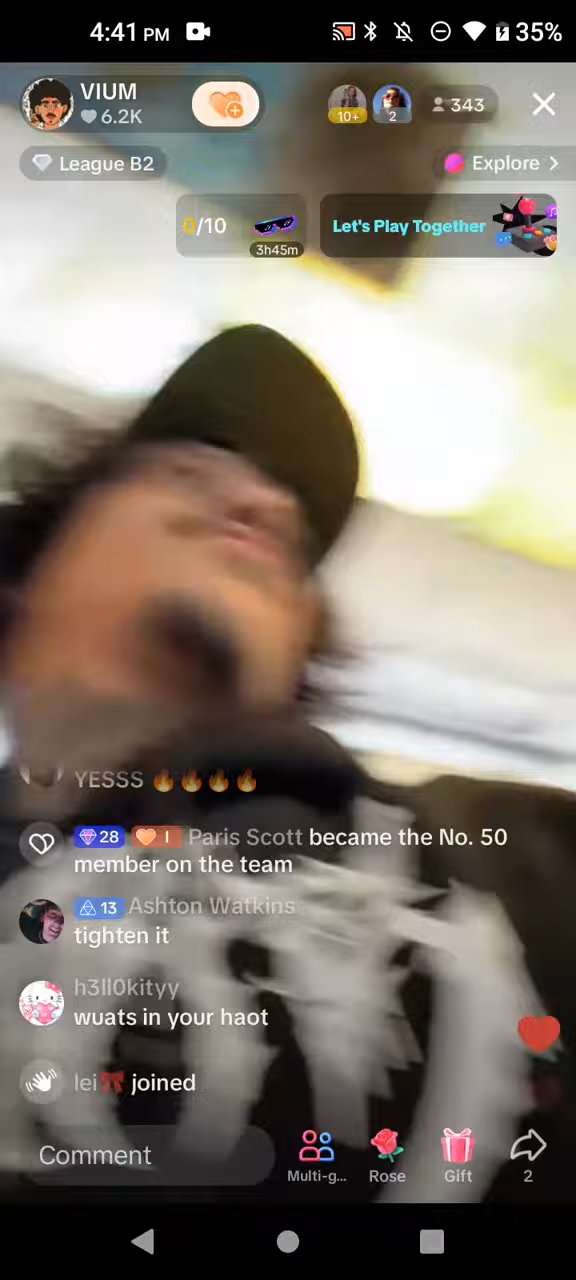 4:41 PM
35%
VIUM
6.2K
10+
2
343
League B2
Explore >
0/10
3h45m
Let's Play Together
YESSS 🔥🔥🔥🔥
28 I Paris Scott became the No. 50
member on the team
13 Ashton Watkins
tighten it
h3ll0kityy
wuats in your haot
lei🎀 joined
Comment
Multi-g...
Rose
Gift
2